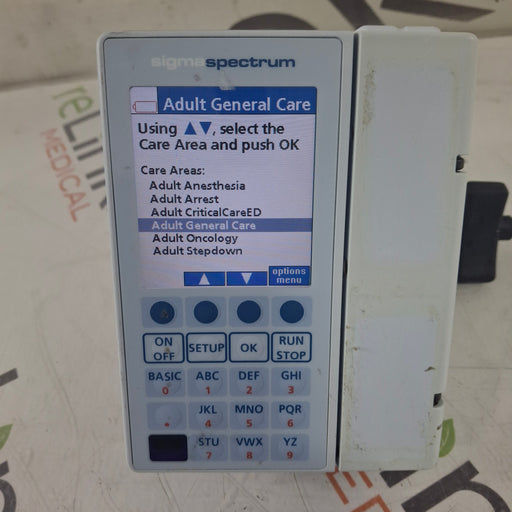 sigmaspectrum
Adult General Care
Using ▲▼, select the
Care Area and push OK
Care Areas:
Adult Anesthesia
Adult Arrest
Adult CriticalCareED
Adult General Care
Adult Oncology
Adult Stepdown
▲ ▼ options
menu
ON
OFF
SETUP
OK
RUN
STOP
BASIC ABC DEF GHI
0 1 2 3
JKL MNO PQR
. 4 5 6
STU VWX YZ
7 8 9
reLink
MEDICAL